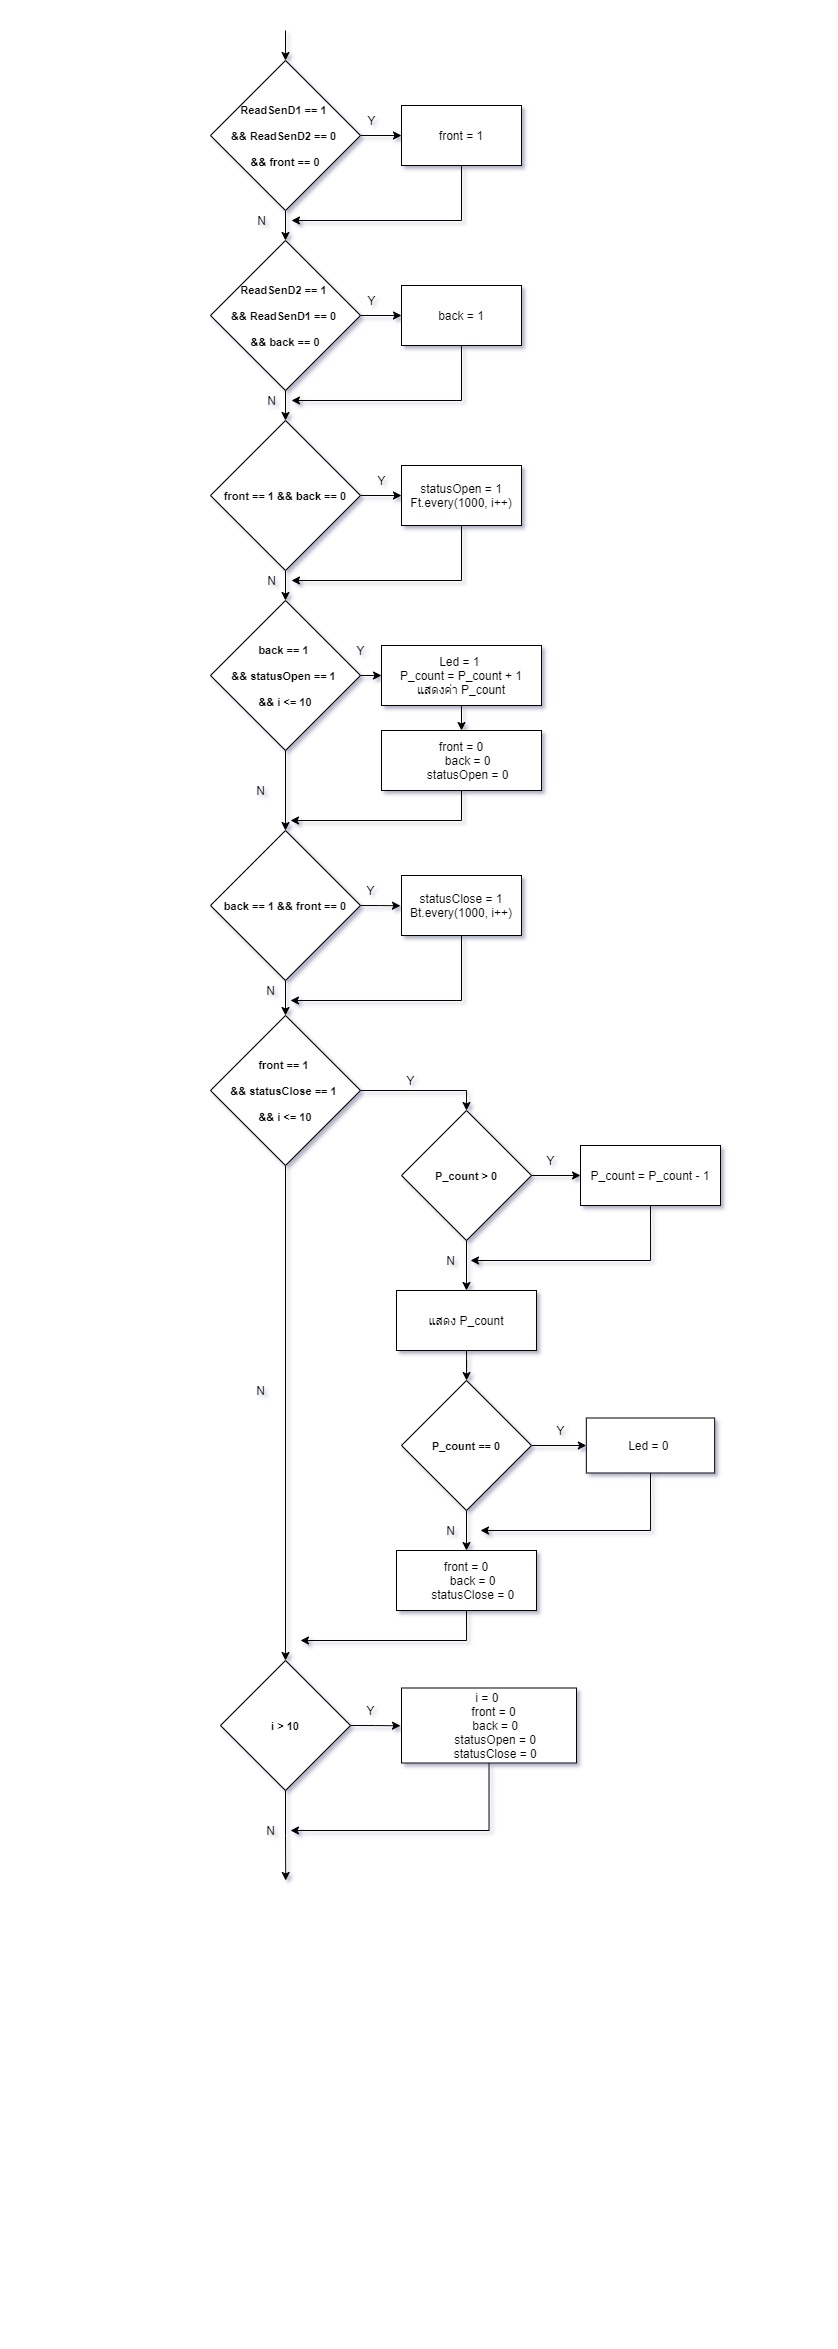 ReadSenD1 == 1
&& ReadSenD2 == 0
&& front == 0
Y
front = 1
N
ReadSenD2 == 1
&& ReadSenD1 == 0
&& back == 0
Y
back = 1
N
front == 1 && back == 0
Y
statusOpen = 1
Ft.every(1000, i++)
N
back == 1
&& statusOpen == 1
&& i <= 10
Y
Led = 1
P_count = P_count + 1
แสดงค่า P_count
front = 0
back = 0
statusOpen = 0
N
back == 1 && front == 0
Y
statusClose = 1
Bt.every(1000, i++)
N
front == 1
&& statusClose == 1
&& i <= 10
Y
P_count > 0
Y
P_count = P_count - 1
N
แสดง P_count
N
P_count == 0
Y
Led = 0
N
front = 0
back = 0
statusClose = 0
i > 10
Y
i = 0
front = 0
back = 0
statusOpen = 0
statusClose = 0
N